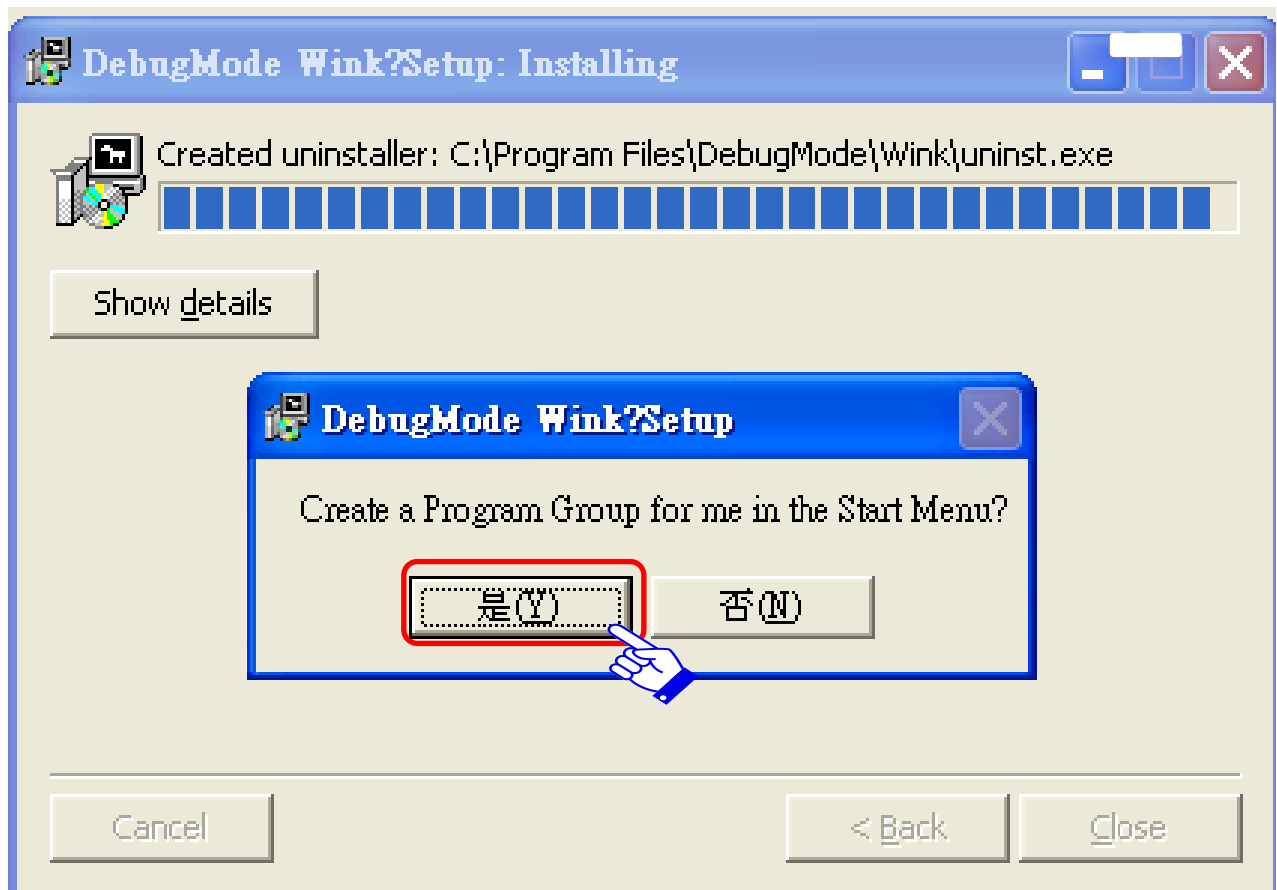 DebugMode Wink?Setup: Installing
Created uninstaller: C:\Program Files\DebugMode\Wink\uninst.exe
Show details
DebugMode Wink?Setup
Create a Program Group for me in the Start Menu?
是(Y) 否(N)
Cancel < Back Close